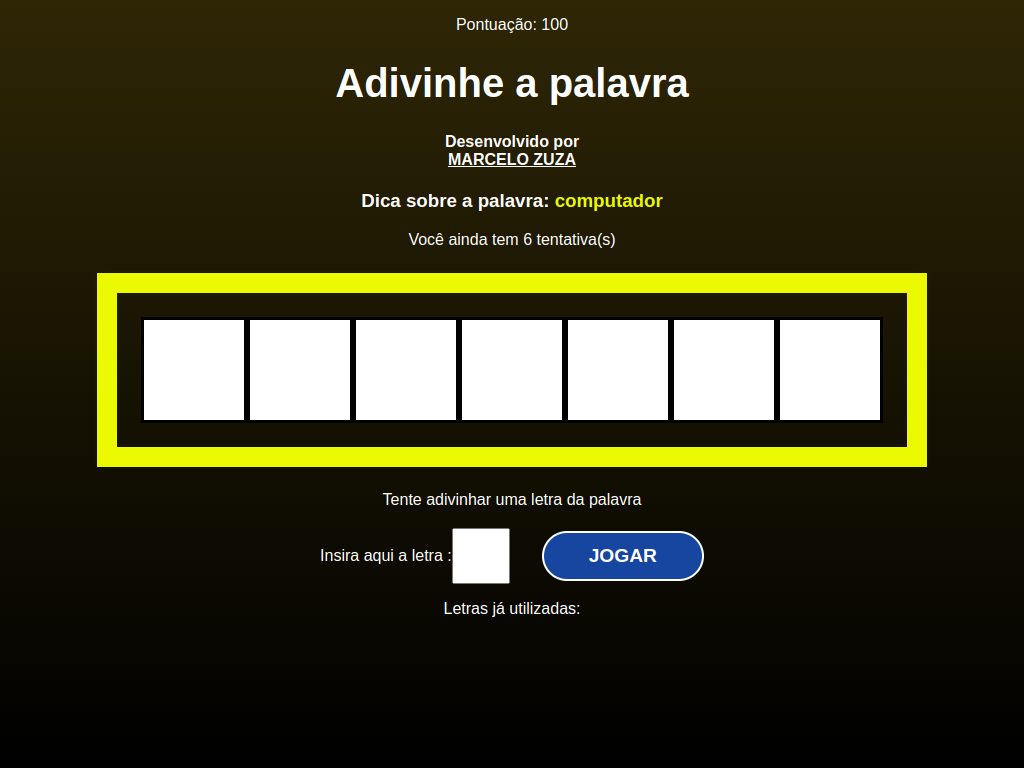 Pontuação: 100
Adivinhe a palavra
Desenvolvido por
MARCELO ZUZA
Dica sobre a palavra: computador
Você ainda tem 6 tentativa(s)
Tente adivinhar uma letra da palavra
Insira aqui a letra : JOGAR
Letras já utilizadas: